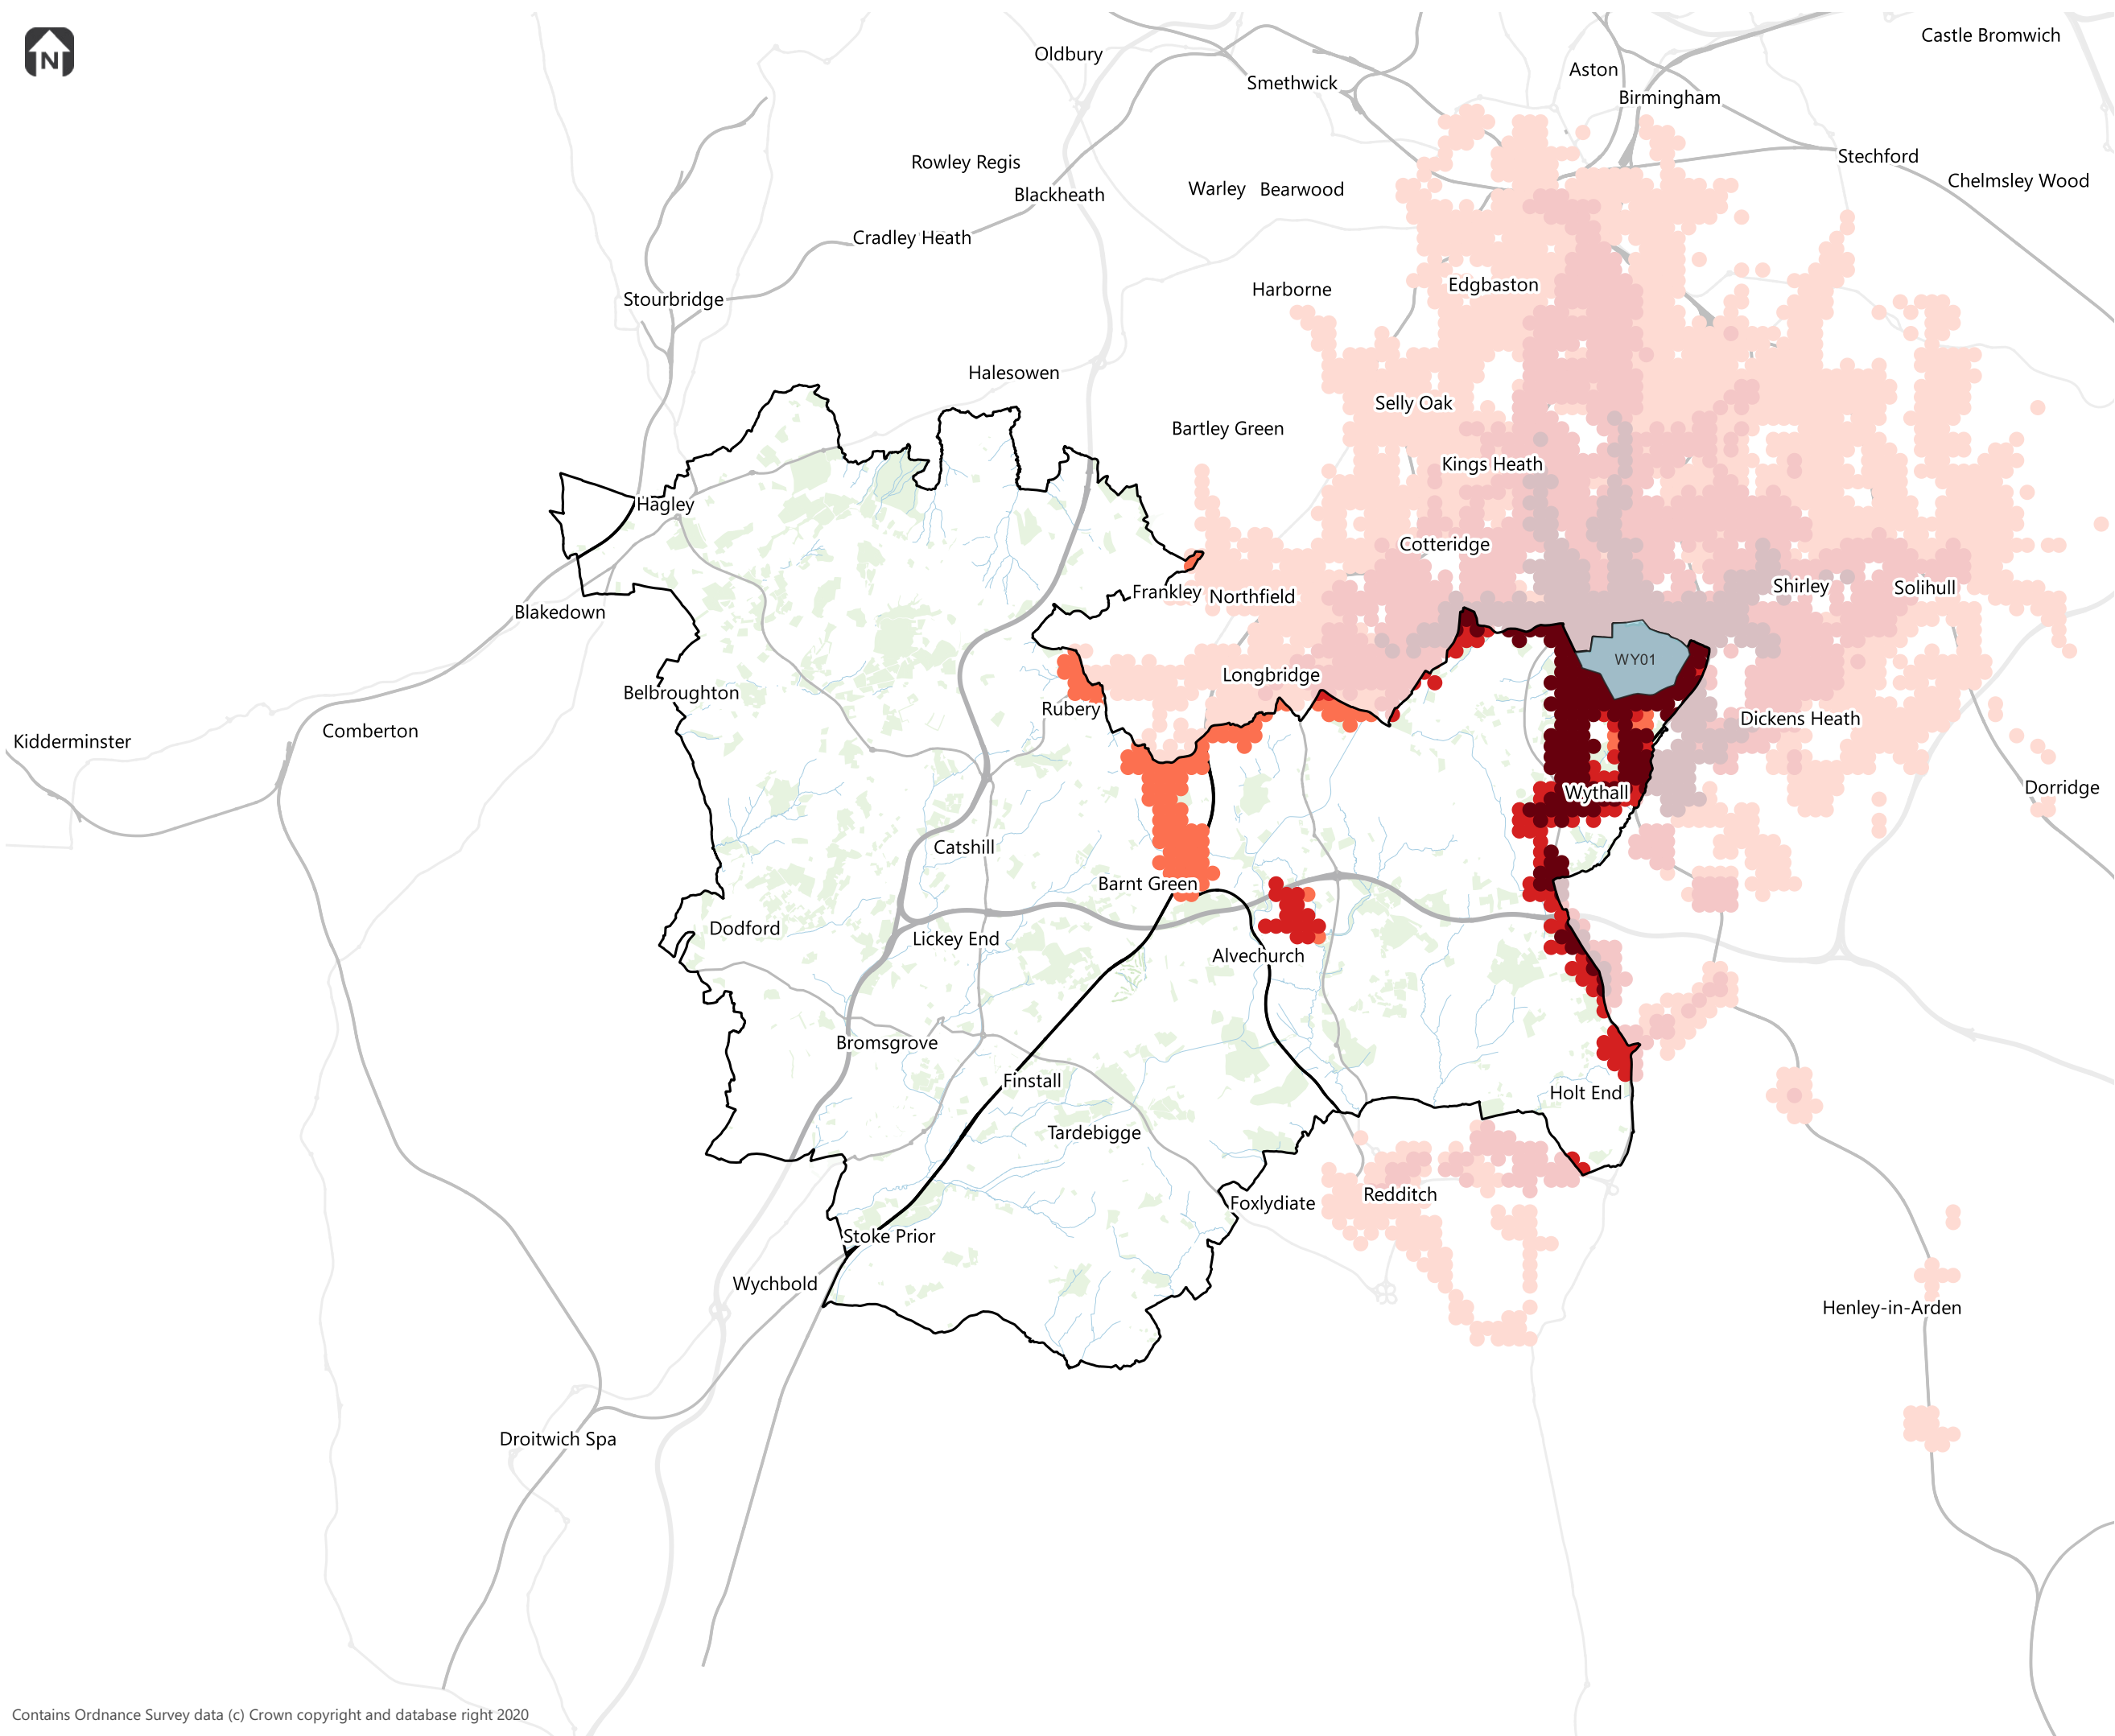 Castle Bromwich
N
Oldbury
Aston
Smethwick
Birmingham
Rowley Regis
Stechford
Blackheath
Warley
Bearwood
Chelmsley Wood
Cradley Heath
Stourbridge
Harborne
Edgbaston
Halesowen
Selly Oak
Bartley Green
Kings Heath
Hagley
Cotteridge
Blakedown
Frankley
Northfield
Shirley
Solihull
WY01
Longbridge
Belbroughton
Rubery
Dickens Heath
Kidderminster
Comberton
Wythall
Dorridge
Catshill
Barnt Green
Dodford
Lickey End
Alvechurch
Bromsgrove
Finstall
Holt End
Tardebigge
Foxlydiate
Redditch
Stoke Prior
Wychbold
Henley-in-Arden
Droitwich Spa
Contains Ordnance Survey data (c) Crown copyright and database right 2020